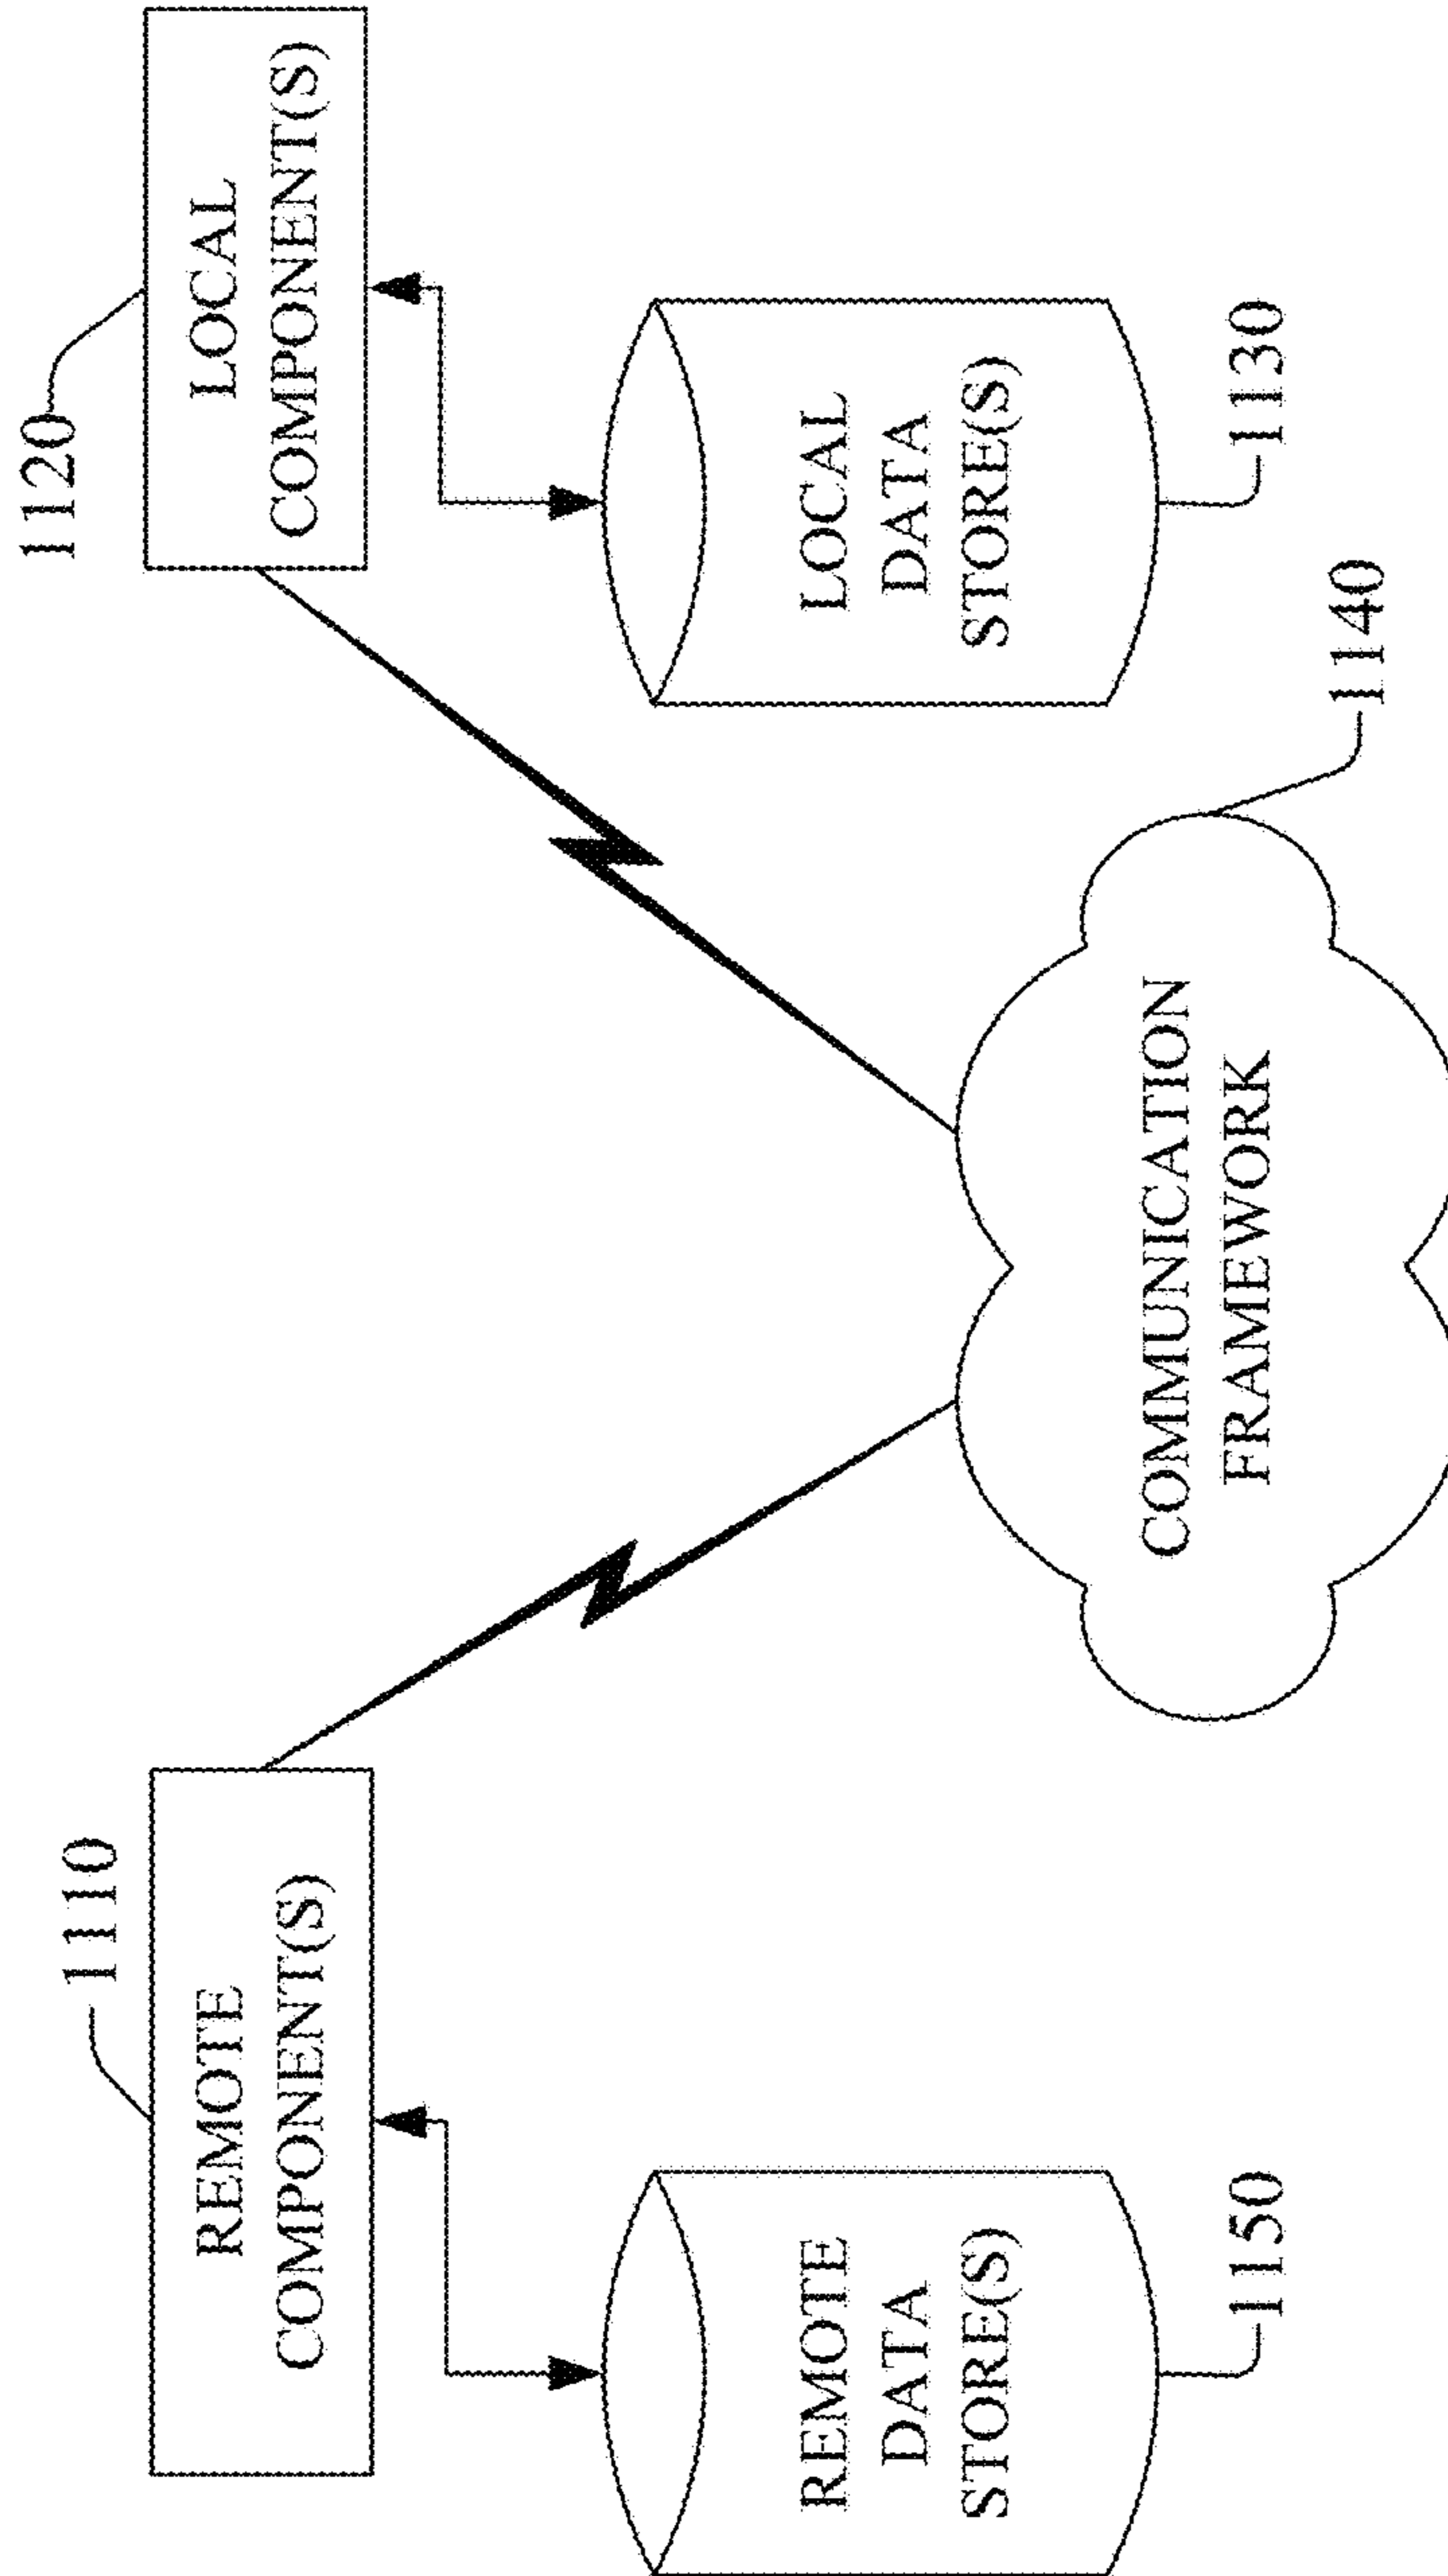 1110
REMOTE
COMPONENT(S)
1120
LOCAL
COMPONENT(S)
REMOTE
DATA
STORE(S)
1150
COMMUNICATION
FRAMEWORK
1140
LOCAL
DATA
STORE(S)
1130